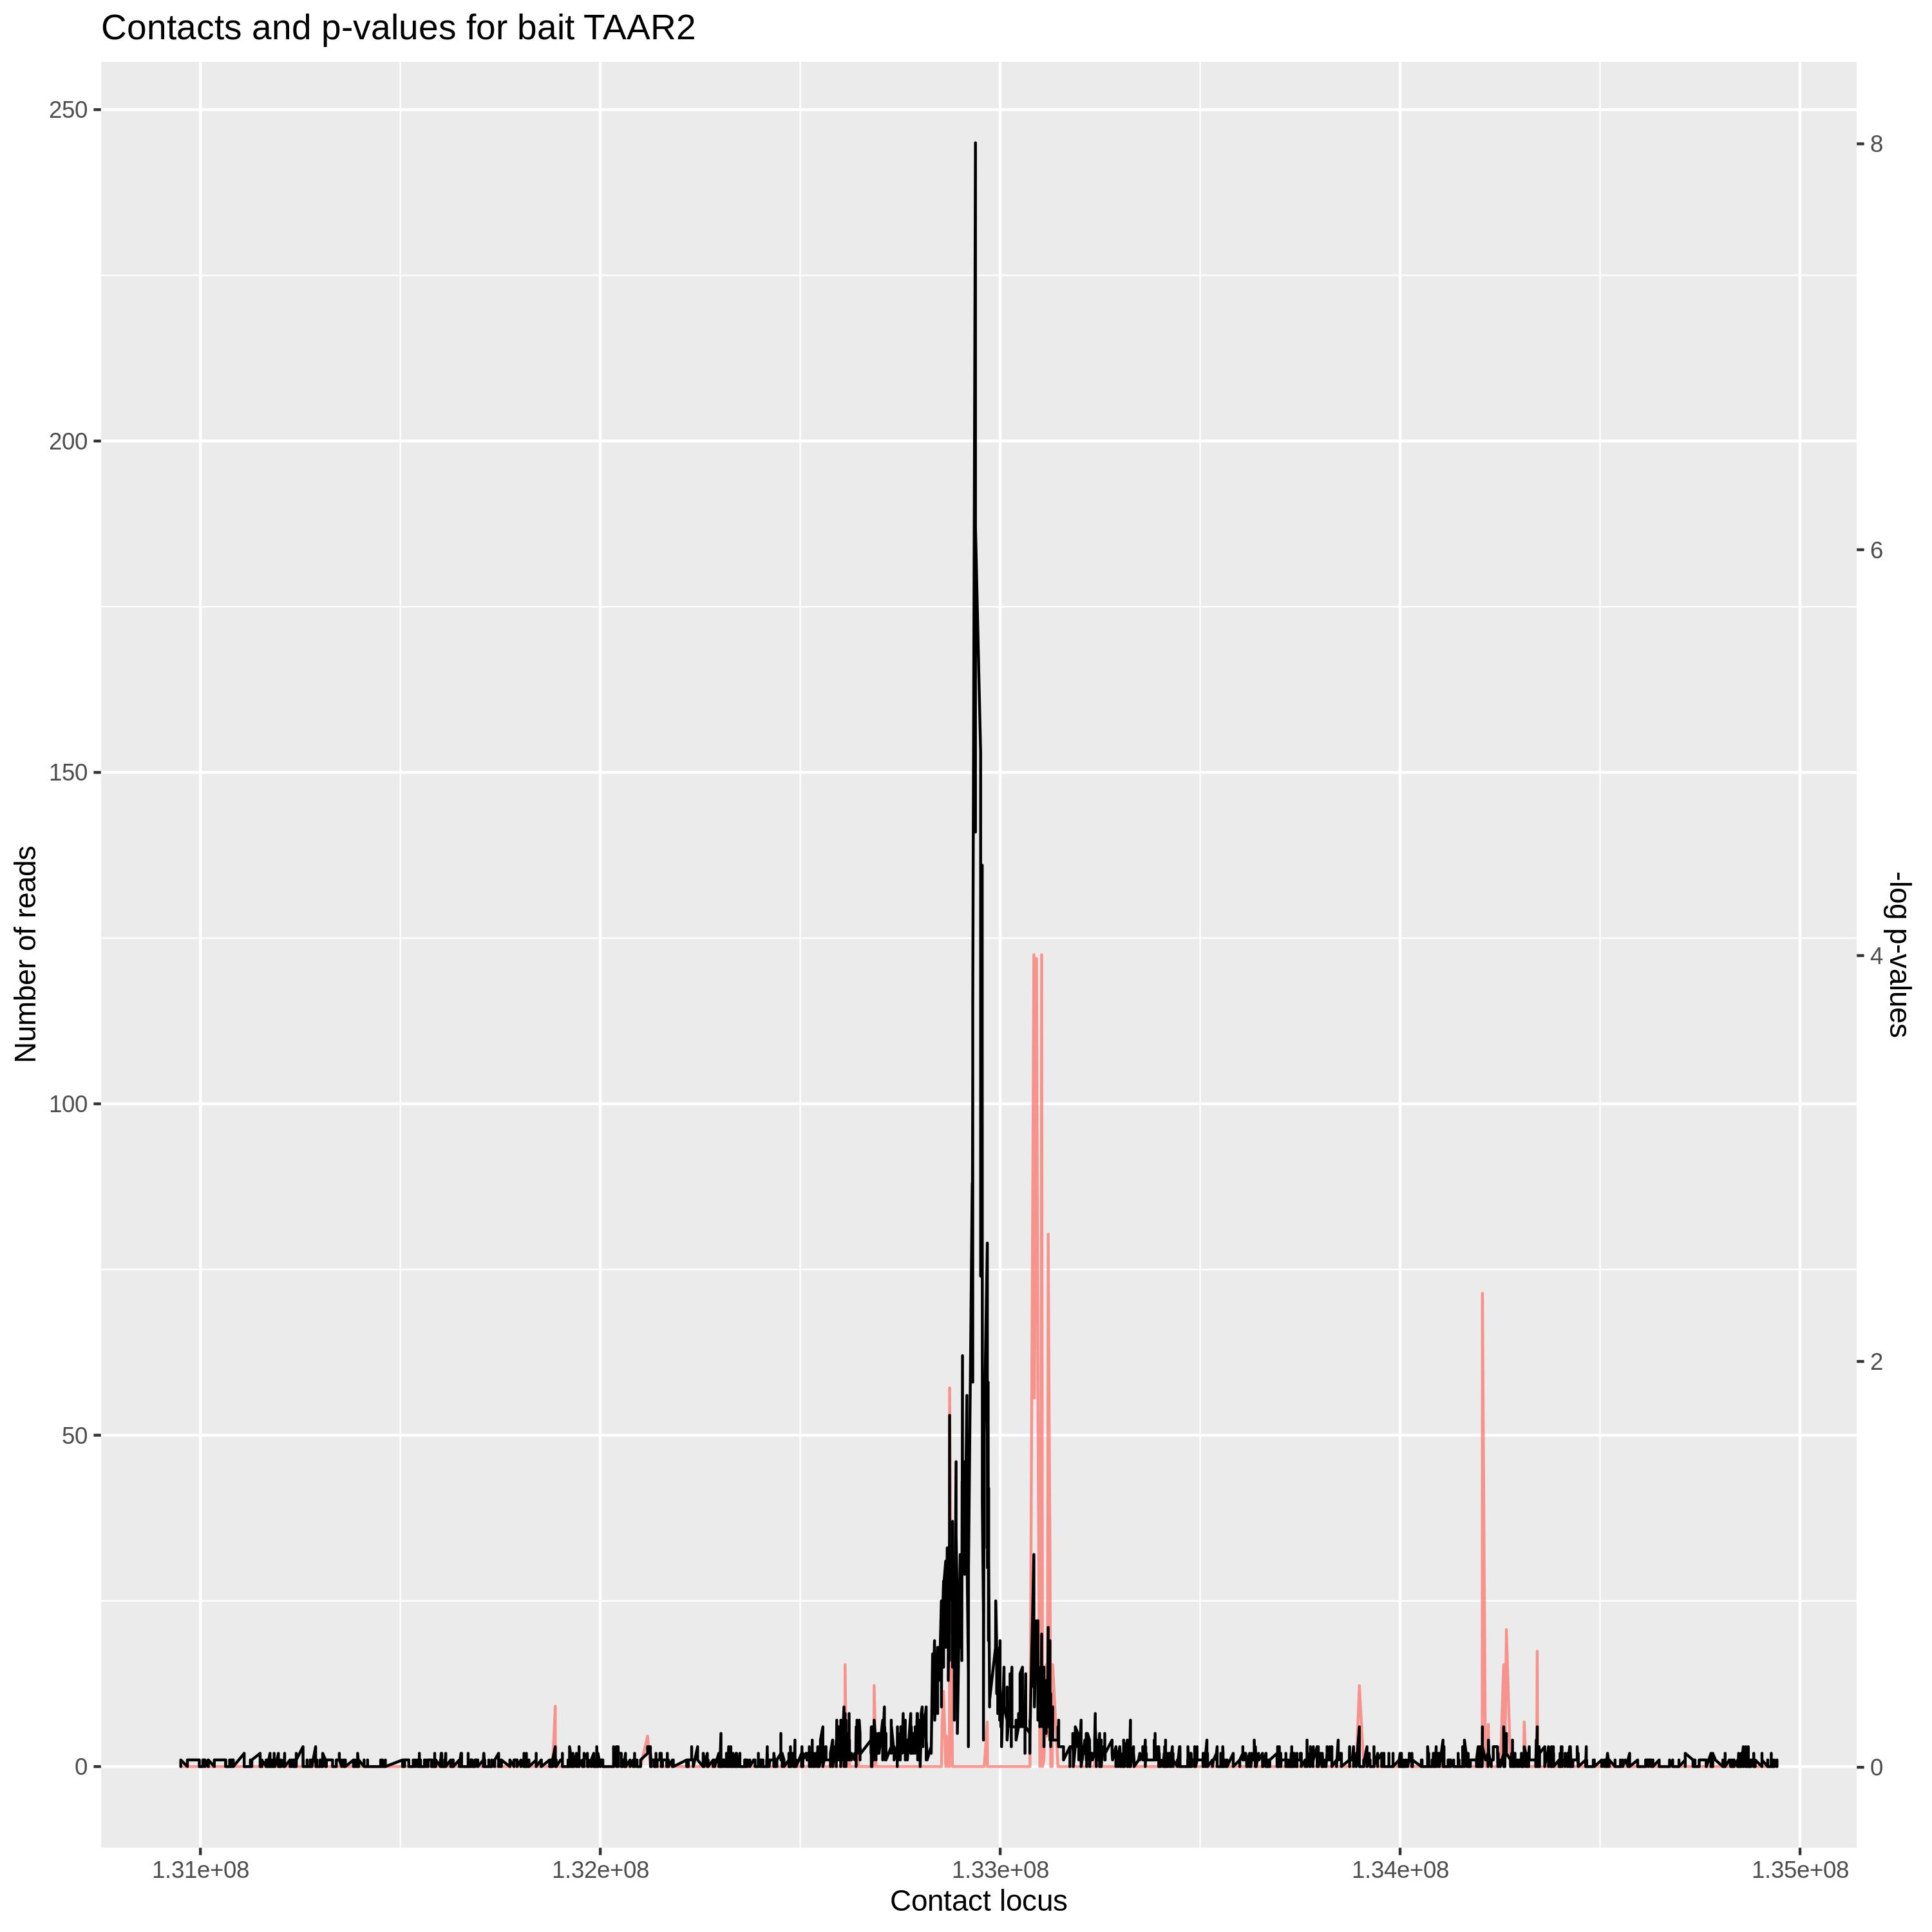 Contacts and p-values for bait TAAR2
250
200
150
100
50
0
Number of reads
8
6
4
2
0
-log p-values
1.31e+08
1.32e+08
1.33e+08
1.34e+08
1.35e+08
Contact locus